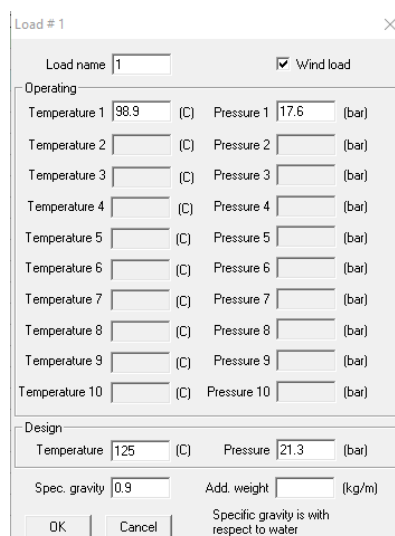 Load # 1
Load name 1 Wind load
Operating
Temperature 1 98.9 (C) Pressure 1 17.6 (bar)
Temperature 2 (C) Pressure 2 (bar)
Temperature 3 (C) Pressure 3 (bar)
Temperature 4 (C) Pressure 4 (bar)
Temperature 5 (C) Pressure 5 (bar)
Temperature 6 (C) Pressure 6 (bar)
Temperature 7 (C) Pressure 7 (bar)
Temperature 8 (C) Pressure 8 (bar)
Temperature 9 (C) Pressure 9 (bar)
Temperature 10 (C) Pressure 10 (bar)
Design
Temperature 125 (C) Pressure 21.3 (bar)
Spec. gravity 0.9 Add. weight (kg/m)
OK Cancel Specific gravity is with
respect to water